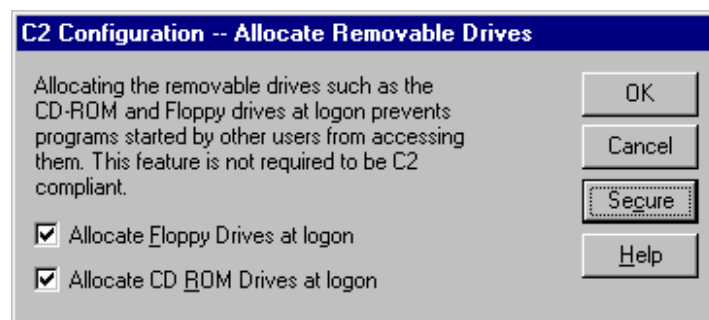 C2 Configuration -- Allocate Removable Drives
Allocating the removable drives such as the
CD-ROM and Floppy drives at logon prevents
programs started by other users from accessing
them. This feature is not required to be C2
compliant.
Allocate Floppy Drives at logon
Allocate CD ROM Drives at logon
OK
Cancel
Secure
Help